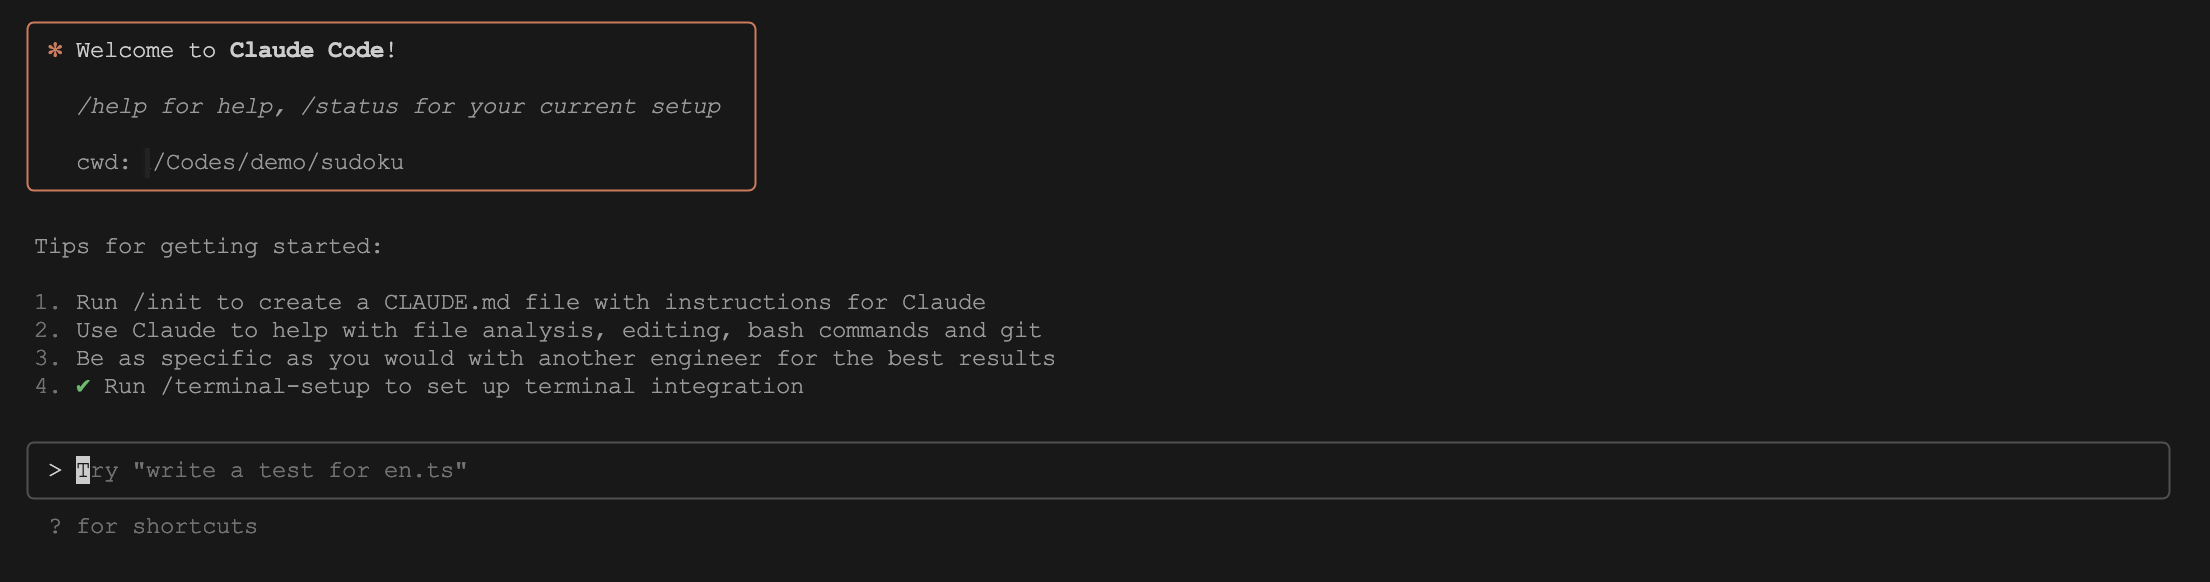 * Welcome to Claude Code!
/help for help, /status for your current setup
cwd: /Codes/demo/sudoku
Tips for getting started:
1. Run /init to create a CLAUDE.md file with instructions for Claude
2. Use Claude to help with file analysis, editing, bash commands and git
3. Be as specific as you would with another engineer for the best results
4. ✔ Run /terminal-setup to set up terminal integration
> Try "write a test for en.ts"
? for shortcuts